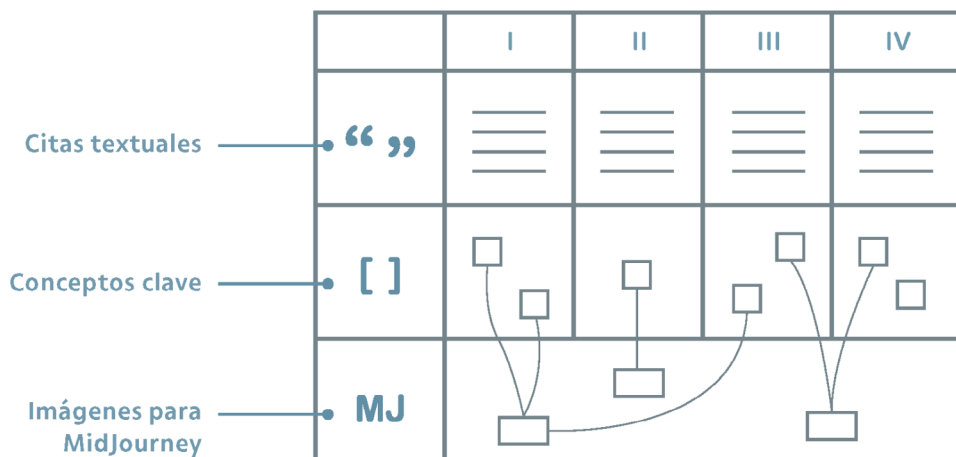 I II III IV
Citas textuales “ ”
Conceptos clave [ ]
Imágenes para
MidJourney
MJ